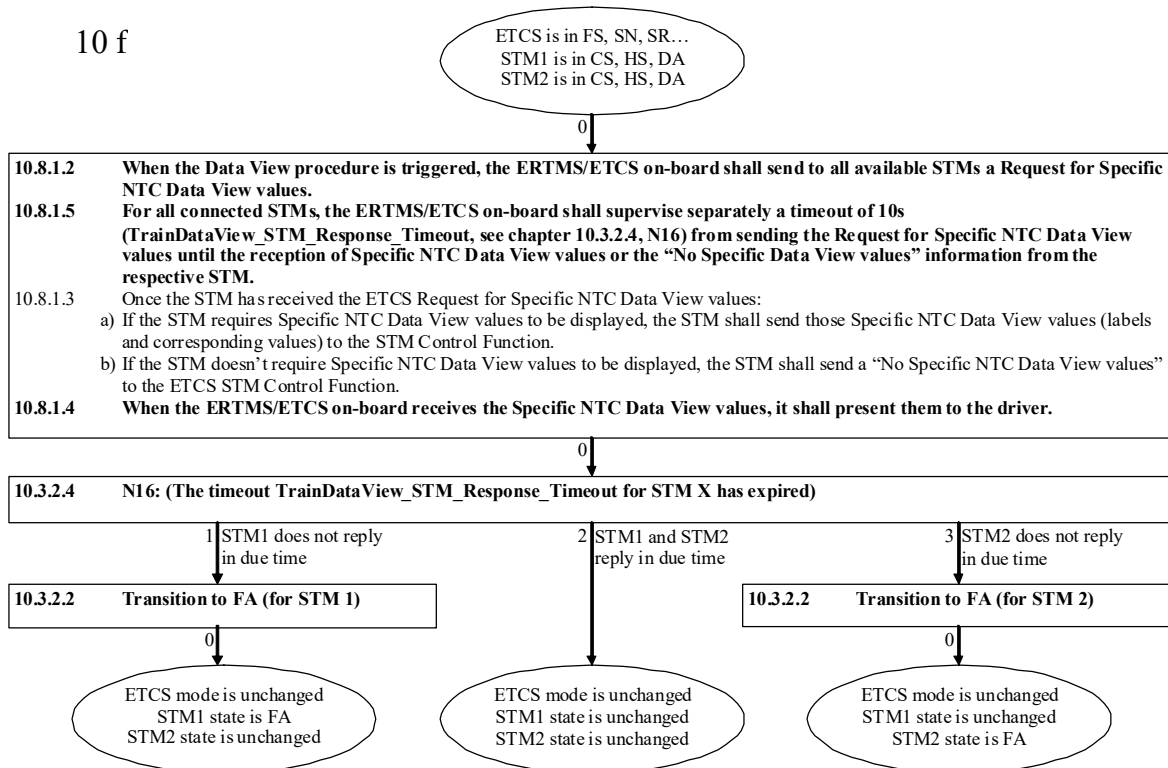 10 f
ETCS is in FS, SN, SR…
STM1 is in CS, HS, DA
STM2 is in CS, HS, DA
0
10.8.1.2 When the Data View procedure is triggered, the ERTMS/ETCS on-board shall send to all available STMs a Request for Specific
NTC Data View values.
10.8.1.5 For all connected STMs, the ERTMS/ETCS on-board shall supervise separately a timeout of 10s
(TrainDataView_STM_Response_Timeout, see chapter 10.3.2.4, N16) from sending the Request for Specific NTC Data View
values until the reception of Specific NTC Data View values or the “No Specific Data View values” information from the
respective STM.
10.8.1.3 Once the STM has received the ETCS Request for Specific NTC Data View values:
a) If the STM requires Specific NTC Data View values to be displayed, the STM shall send those Specific NTC Data View values (labels
and corresponding values) to the STM Control Function.
b) If the STM doesn’t require Specific NTC Data View values to be displayed, the STM shall send a “No Specific NTC Data View values”
to the ETCS STM Control Function.
10.8.1.4 When the ERTMS/ETCS on-board receives the Specific NTC Data View values, it shall present them to the driver.
0
10.3.2.4 N16: (The timeout TrainDataView_STM_Response_Timeout for STM X has expired)
1 STM1 does not reply
in due time
2 STM1 and STM2
reply in due time
3 STM2 does not reply
in due time
10.3.2.2 Transition to FA (for STM 1)
10.3.2.2 Transition to FA (for STM 2)
0
0
ETCS mode is unchanged
STM1 state is FA
STM2 state is unchanged
ETCS mode is unchanged
STM1 state is unchanged
STM2 state is unchanged
ETCS mode is unchanged
STM1 state is unchanged
STM2 state is FA